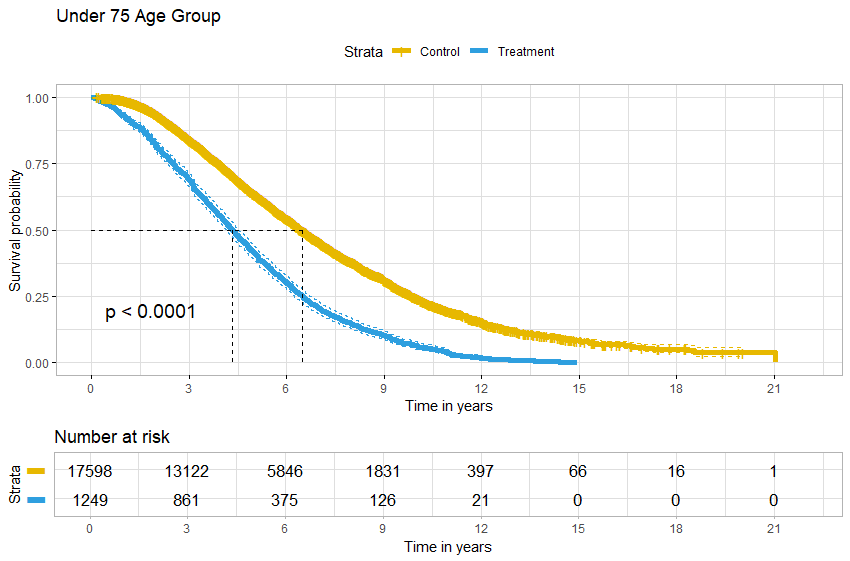 Under 75 Age Group
Strata Control Treatment
1.00
0.75
0.50
0.25
0.00
Survival probability
p < 0.0001
0 3 6 9 12 15 18 21
Time in years
Number at risk
Strata
17598 13122 5846 1831 397 66 16 1
1249 861 375 126 21 0 0 0
0 3 6 9 12 15 18 21
Time in years